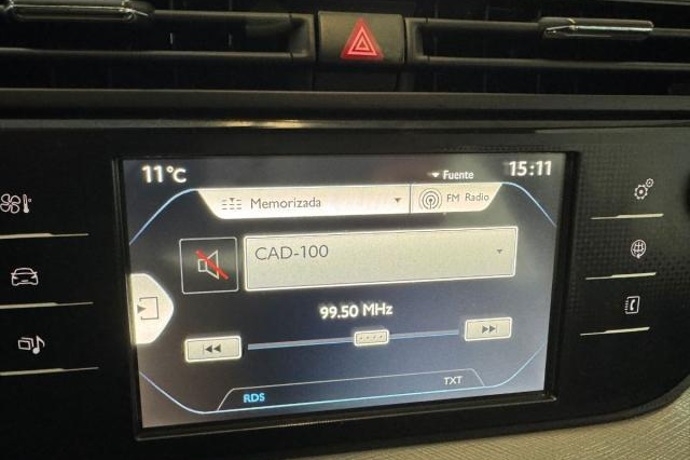 11°C
Fuente
15:11
Memorizada
FM Radio
CAD-100
99.50 MHz
RDS
TXT